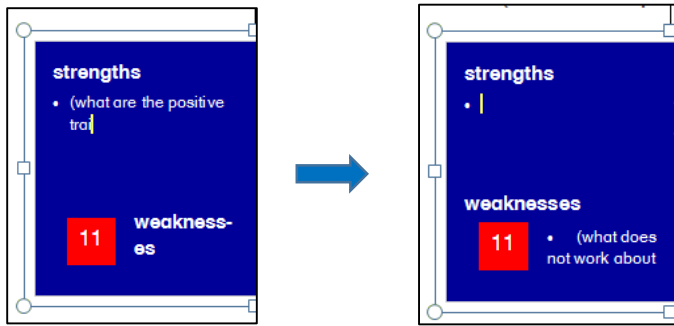 strengths
• (what are the positive
trai
11
weakness-
es
strengths
•
weaknesses
11
• (what does
not work about